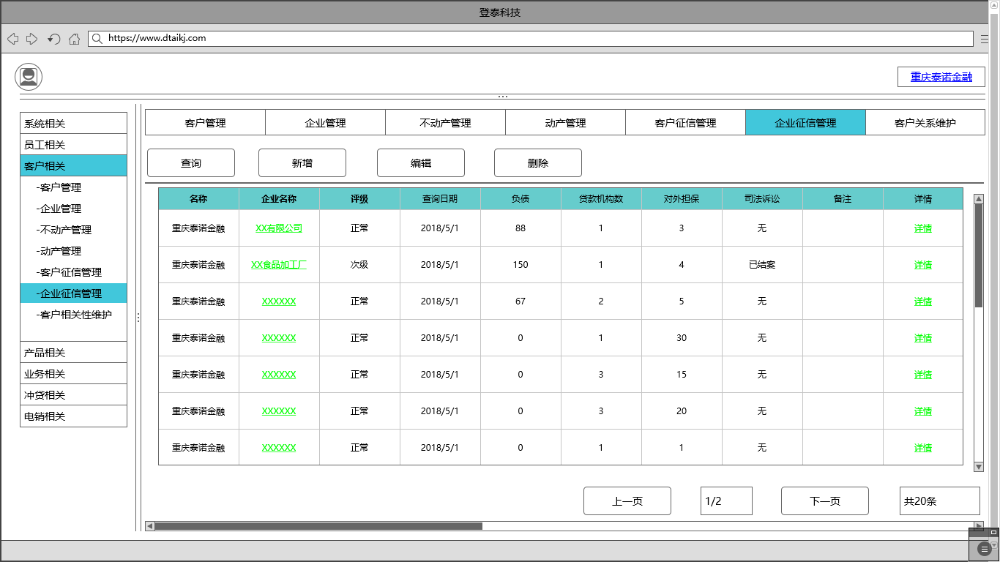 登泰科技
https://www.dtaikj.com
重庆泰诺金融
系统相关
员工相关
客户相关
-客户管理
-企业管理
-不动产管理
-动产管理
-客户征信管理
-企业征信管理
-客户相关性维护
产品相关
业务相关
冲贷相关
电销相关
客户管理 企业管理 不动产管理 动产管理 客户征信管理 企业征信管理 客户关系维护
查询 新增 编辑 删除
名称 企业名称 评级 查询日期 负债 贷款机构数 对外担保 司法诉讼 备注 详情
重庆泰诺金融 XX有限公司 正常 2018/5/1 88 1 3 无 详情
重庆泰诺金融 XX食品加工厂 次级 2018/5/1 150 1 4 已结案 详情
重庆泰诺金融 XXXXXX 正常 2018/5/1 67 2 5 无 详情
重庆泰诺金融 XXXXXX 正常 2018/5/1 0 1 30 无 详情
重庆泰诺金融 XXXXXX 正常 2018/5/1 0 3 15 无 详情
重庆泰诺金融 XXXXXX 正常 2018/5/1 0 3 20 无 详情
重庆泰诺金融 XXXXXX 正常 2018/5/1 0 1 1 无 详情
上一页 1/2 下一页 共20条